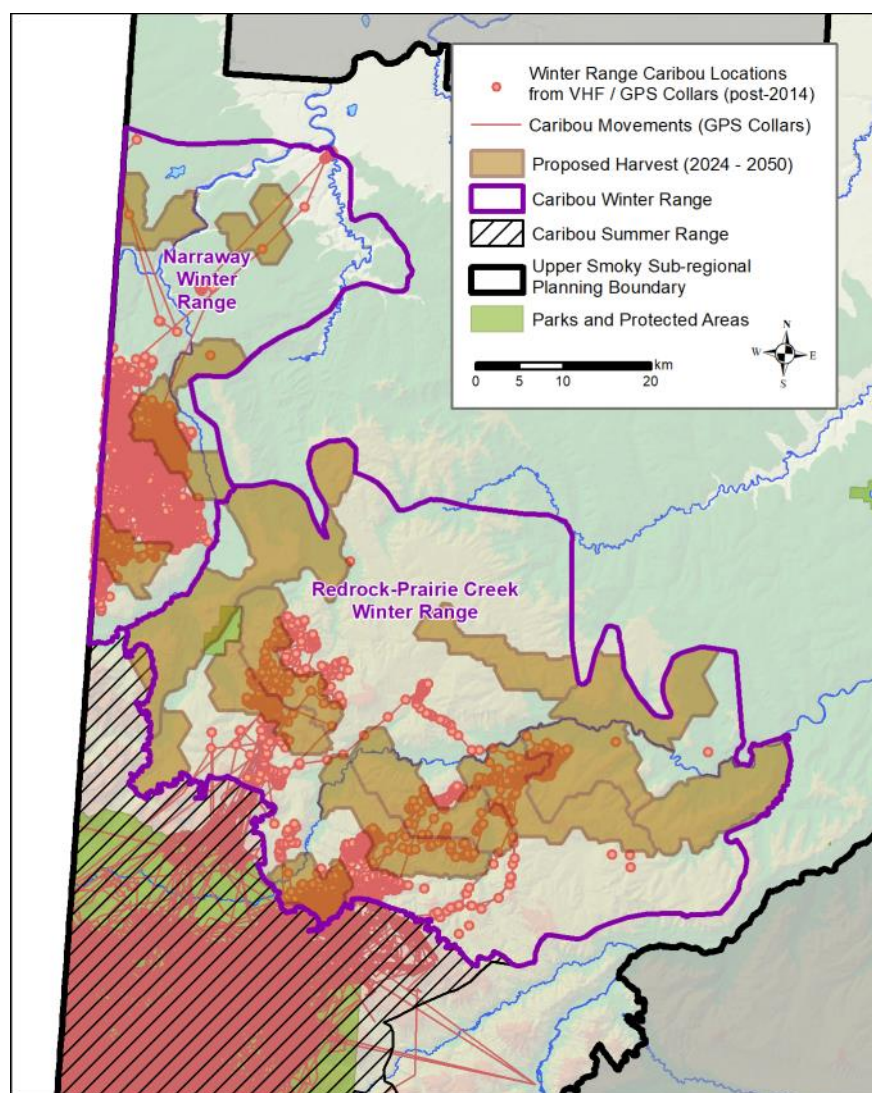 Winter Range Caribou Locations
from VHF / GPS Collars (post-2014)
Caribou Movements (GPS Collars)
Proposed Harvest (2024 - 2050)
Caribou Winter Range
Caribou Summer Range
Upper Smoky Sub-regional
Planning Boundary
Parks and Protected Areas
km
0 5 10 20
N
W E
S
Narraway
Winter
Range
Redrock-Prairie Creek
Winter Range